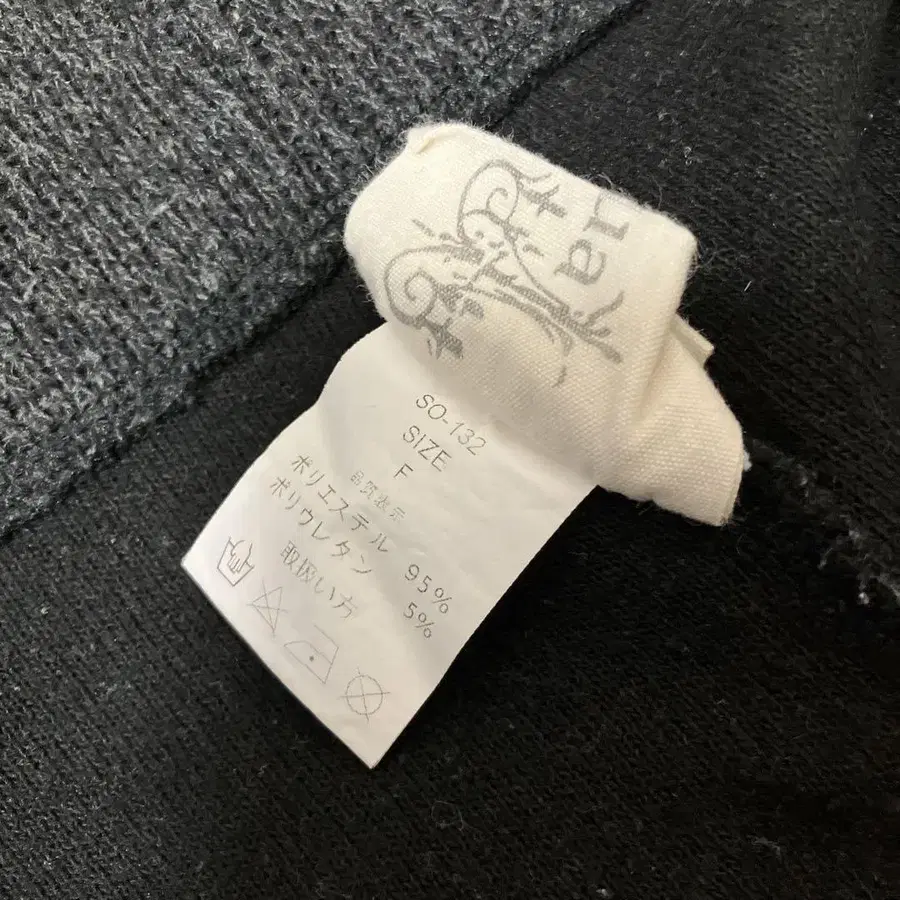 ua
SO-132
SIZE
F
品質表示
ポリエステル 95%
ポリウレタン 5%
取扱い方